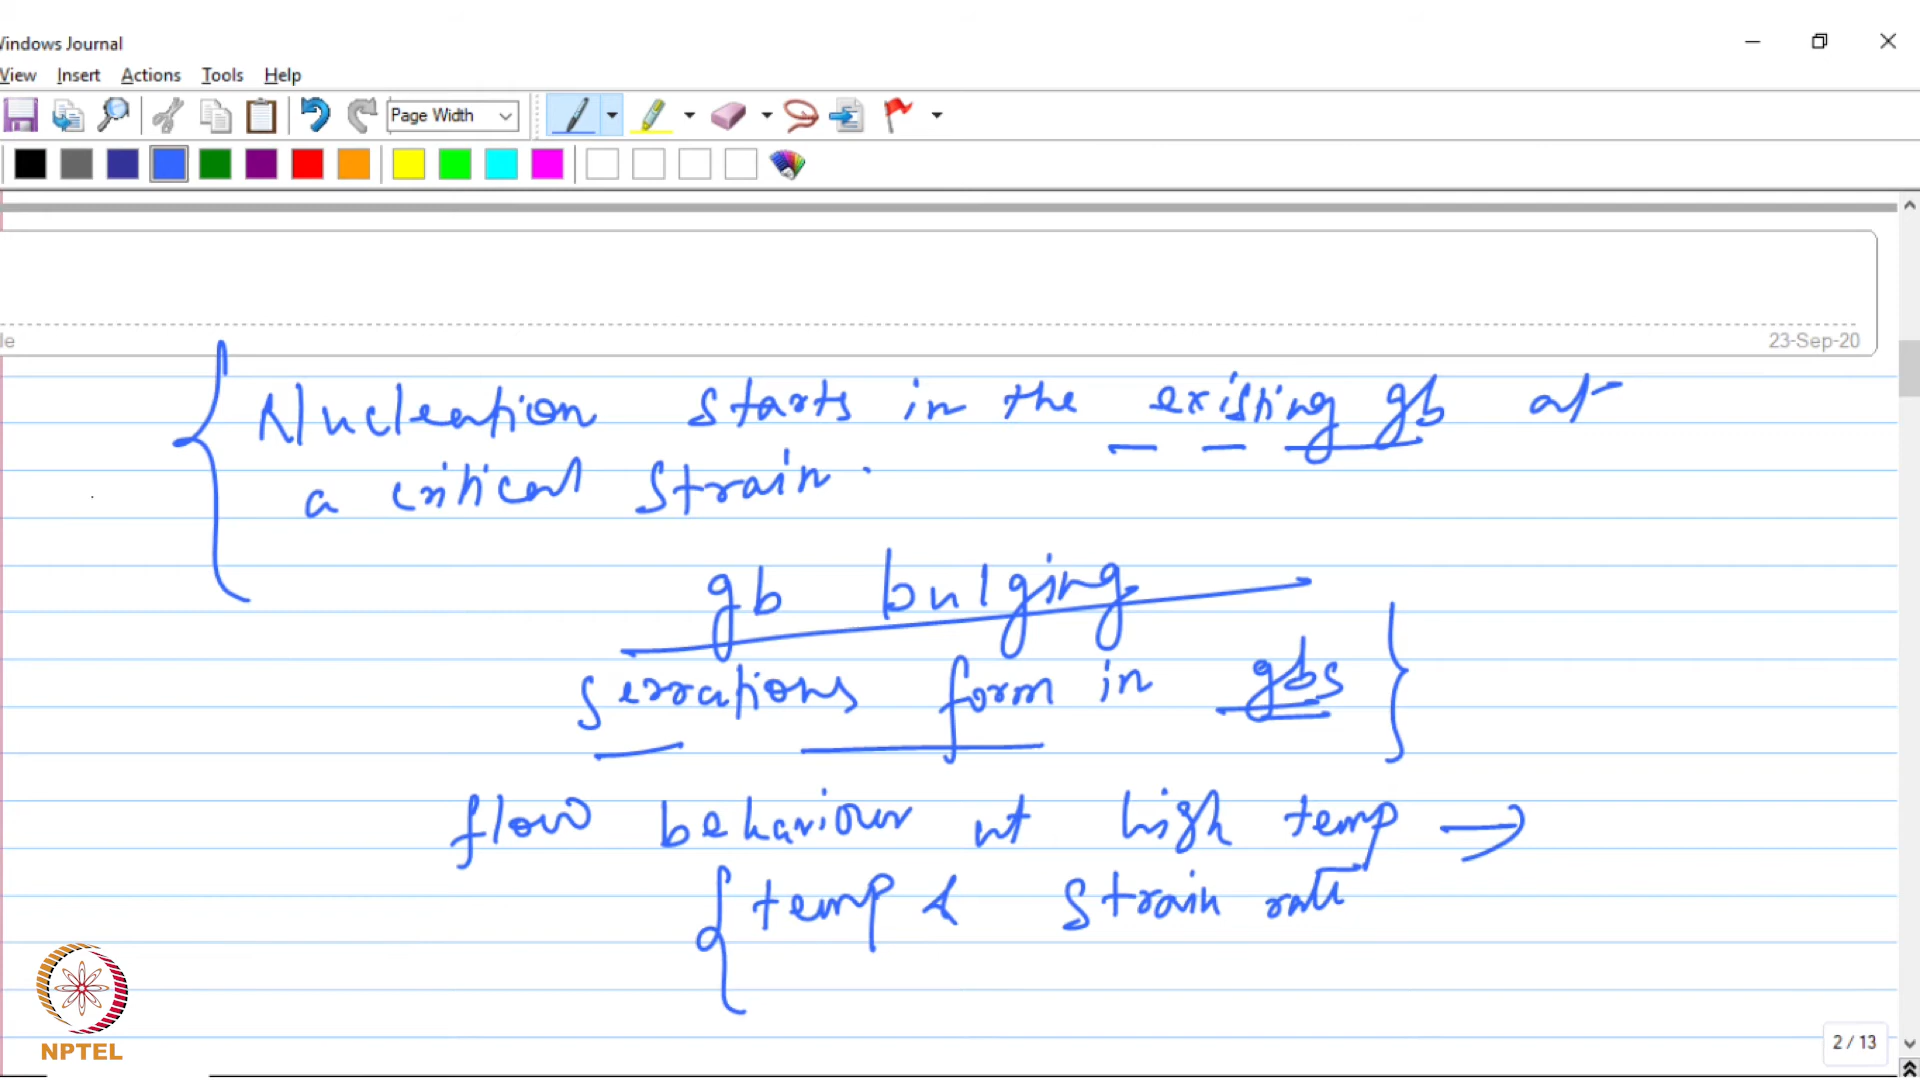 Windows Journal
View Insert Actions Tools Help
Page Width
le
23-Sep-20
Nucleation starts in the existing gb at
a critical strain.
gb bulging
serrations form in gbs
flow behaviour at high temp →
temp & strain rate
NPTEL
2 / 13